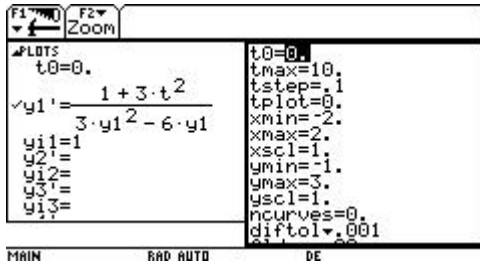 F1 F2
Zoom
PLOTS
t0=0.
✓y1'= (1 + 3·t^2)/(3·y1^2 − 6·y1)
yi1=1
y2'=
yi2=
y3'=
yi3=
t0=0.
tmax=10.
tstep=.1
tplot=0.
xmin=-2.
xmax=2.
xscl=1.
ymin=-1.
ymax=3.
yscl=1.
ncurves=0.
diftol=.001
MAIN RAD AUTO DE